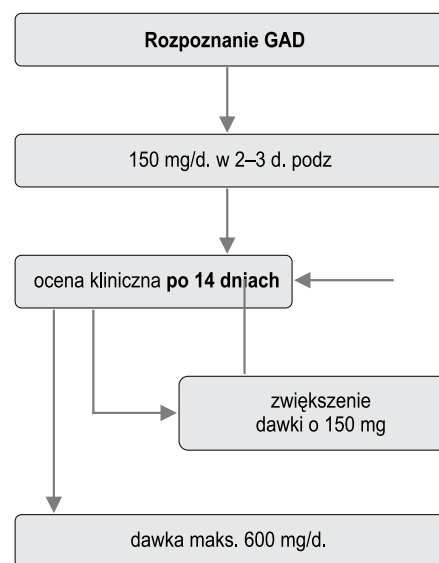 Rozpoznanie GAD
150 mg/d. w 2–3 d. podz
ocena kliniczna po 14 dniach
zwiększenie
dawki o 150 mg
dawka maks. 600 mg/d.